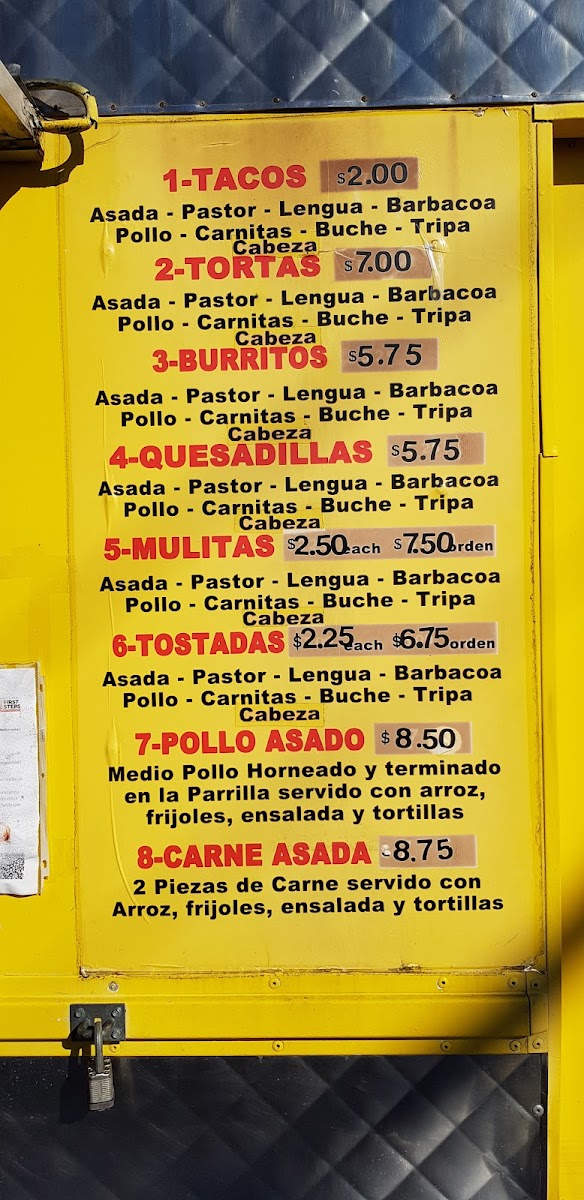 1-TACOS $2.00
Asada - Pastor - Lengua - Barbacoa
Pollo - Carnitas - Buche - Tripa
Cabeza
2-TORTAS $7.00
Asada - Pastor - Lengua - Barbacoa
Pollo - Carnitas - Buche - Tripa
Cabeza
3-BURRITOS $5.75
Asada - Pastor - Lengua - Barbacoa
Pollo - Carnitas - Buche - Tripa
Cabeza
4-QUESADILLAS $5.75
Asada - Pastor - Lengua - Barbacoa
Pollo - Carnitas - Buche - Tripa
Cabeza
5-MULITAS $2.50 each $7.50 orden
Asada - Pastor - Lengua - Barbacoa
Pollo - Carnitas - Buche - Tripa
Cabeza
6-TOSTADAS $2.25 each $6.75 orden
Asada - Pastor - Lengua - Barbacoa
Pollo - Carnitas - Buche - Tripa
Cabeza
7-POLLO ASADO $8.50
Medio Pollo Horneado y terminado
en la Parrilla servido con arroz,
frijoles, ensalada y tortillas
8-CARNE ASADA 8.75
2 Piezas de Carne servido con
Arroz, frijoles, ensalada y tortillas
FIRST